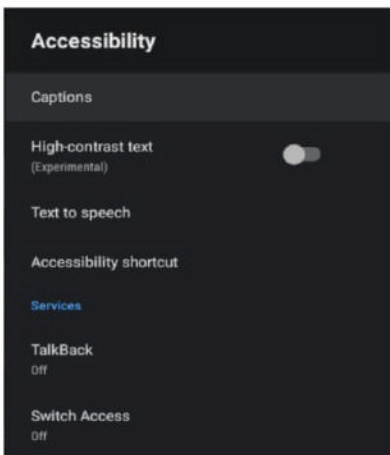 Accessibility
Captions
High-contrast text
(Experimental)
Text to speech
Accessibility shortcut
Services
TalkBack
Off
Switch Access
Off